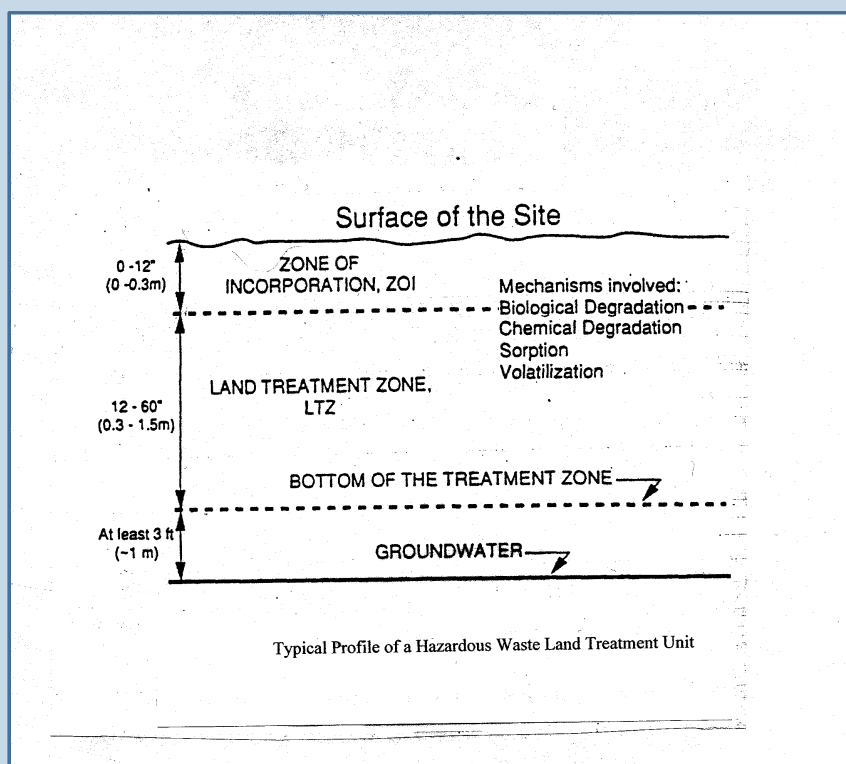 Surface of the Site
0 -12"
(0 -0.3m)
ZONE OF
INCORPORATION, ZOI
Mechanisms involved:
Biological Degradation
Chemical Degradation
Sorption
Volatilization
LAND TREATMENT ZONE,
LTZ
12 - 60"
(0.3 - 1.5m)
BOTTOM OF THE TREATMENT ZONE
At least 3 ft
(~1 m)
GROUNDWATER
Typical Profile of a Hazardous Waste Land Treatment Unit